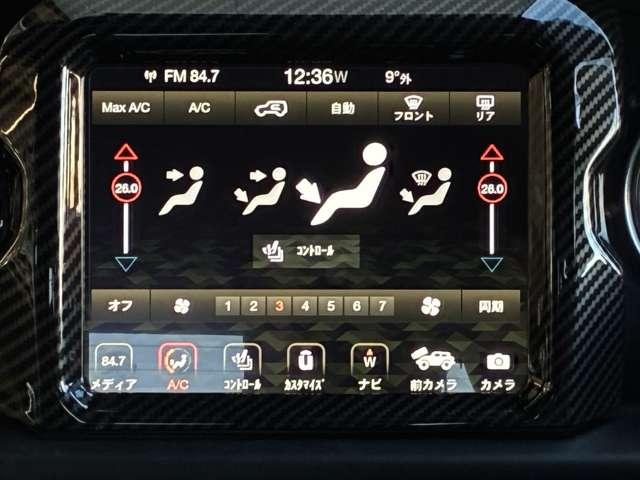 FM 84.7 12:36W 9°外
Max A/C A/C 自動 フロント リア
26.0 26.0
コントロール
オフ 1 2 3 4 5 6 7 同期
84.7 W
メディア A/C コントロール カスタマイズ ナビ 前カメラ カメラ